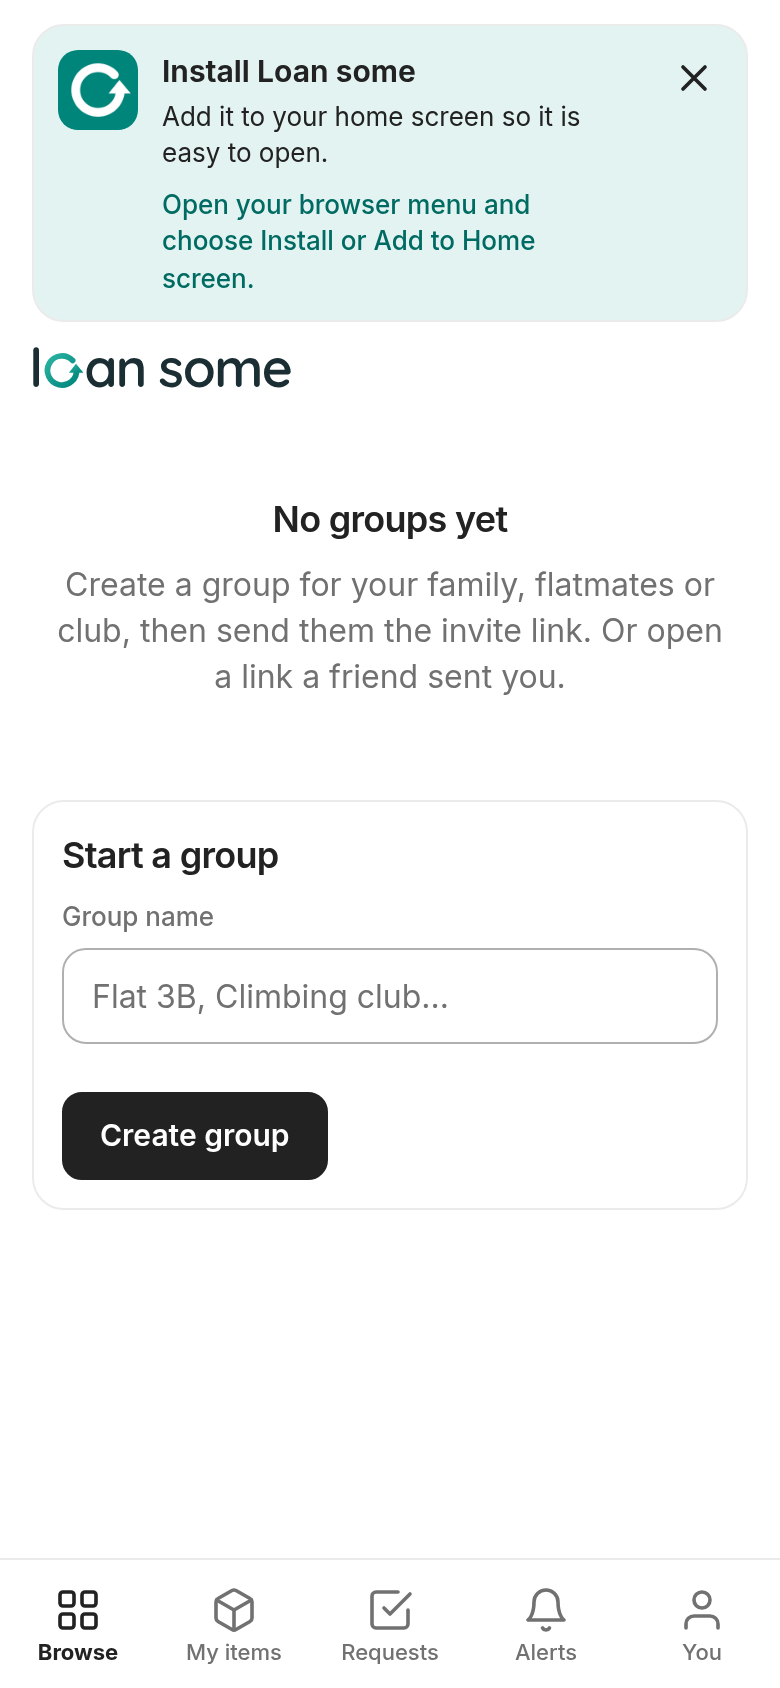 Install Loan some
Add it to your home screen so it is
easy to open.
Open your browser menu and
choose Install or Add to Home
screen.
loan some
No groups yet
Create a group for your family, flatmates or
club, then send them the invite link. Or open
a link a friend sent you.
Start a group
Group name
Flat 3B, Climbing club...
Create group
Browse
My items
Requests
Alerts
You